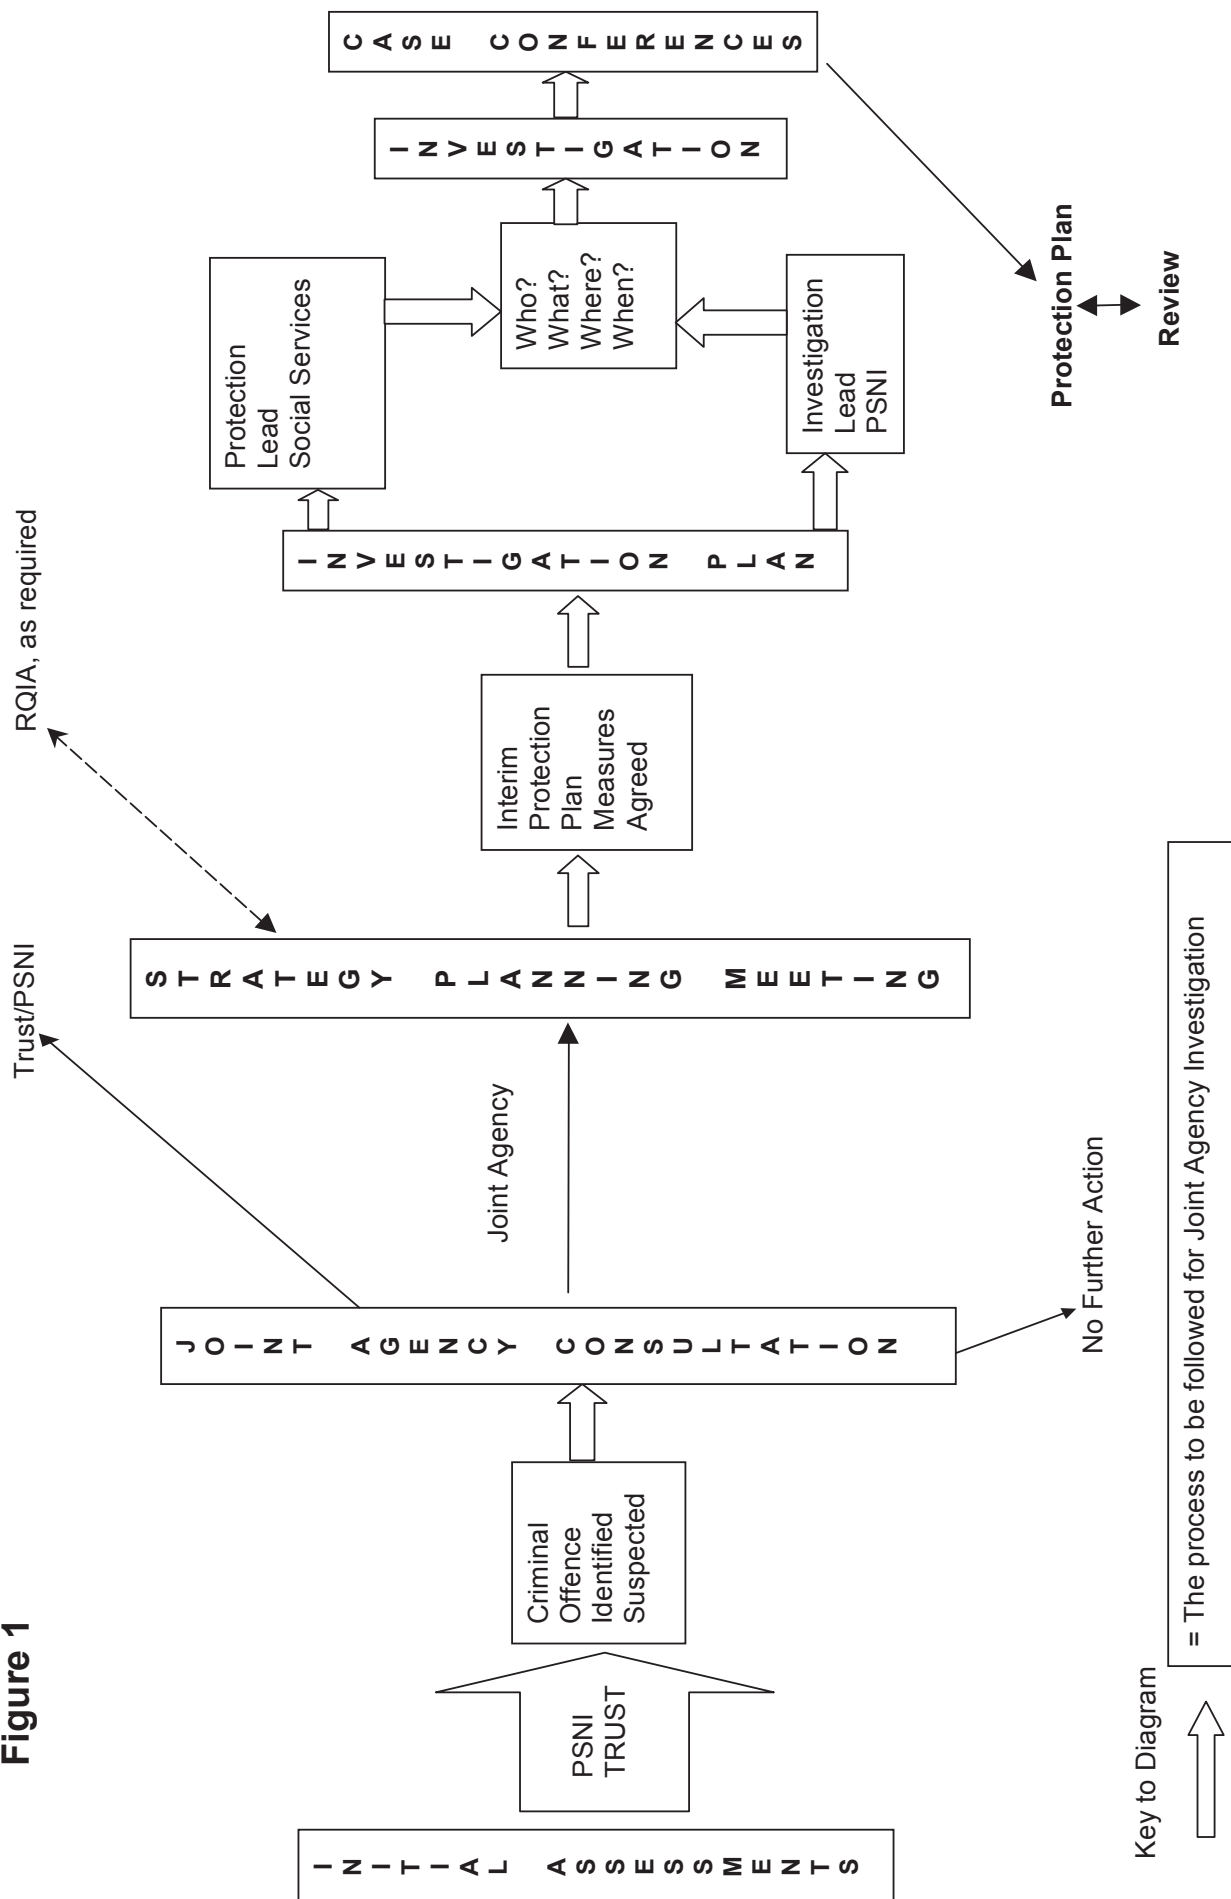 Figure 1
INITIAL ASSESSMENTS
PSNI
TRUST
Criminal
Offence
Identified
Suspected
JOINT AGENCY CONSULTATION
Trust/PSNI
Joint Agency
No Further Action
STRATEGY PLANNING MEETING
RQIA, as required
Interim
Protection
Plan
Measures
Agreed
INVESTIGATION PLAN
Protection
Lead
Social Services
Investigation
Lead
PSNI
Who?
What?
Where?
When?
INVESTIGATION
CASE CONFERENCES
Protection Plan
Review
Key to Diagram
= The process to be followed for Joint Agency Investigation